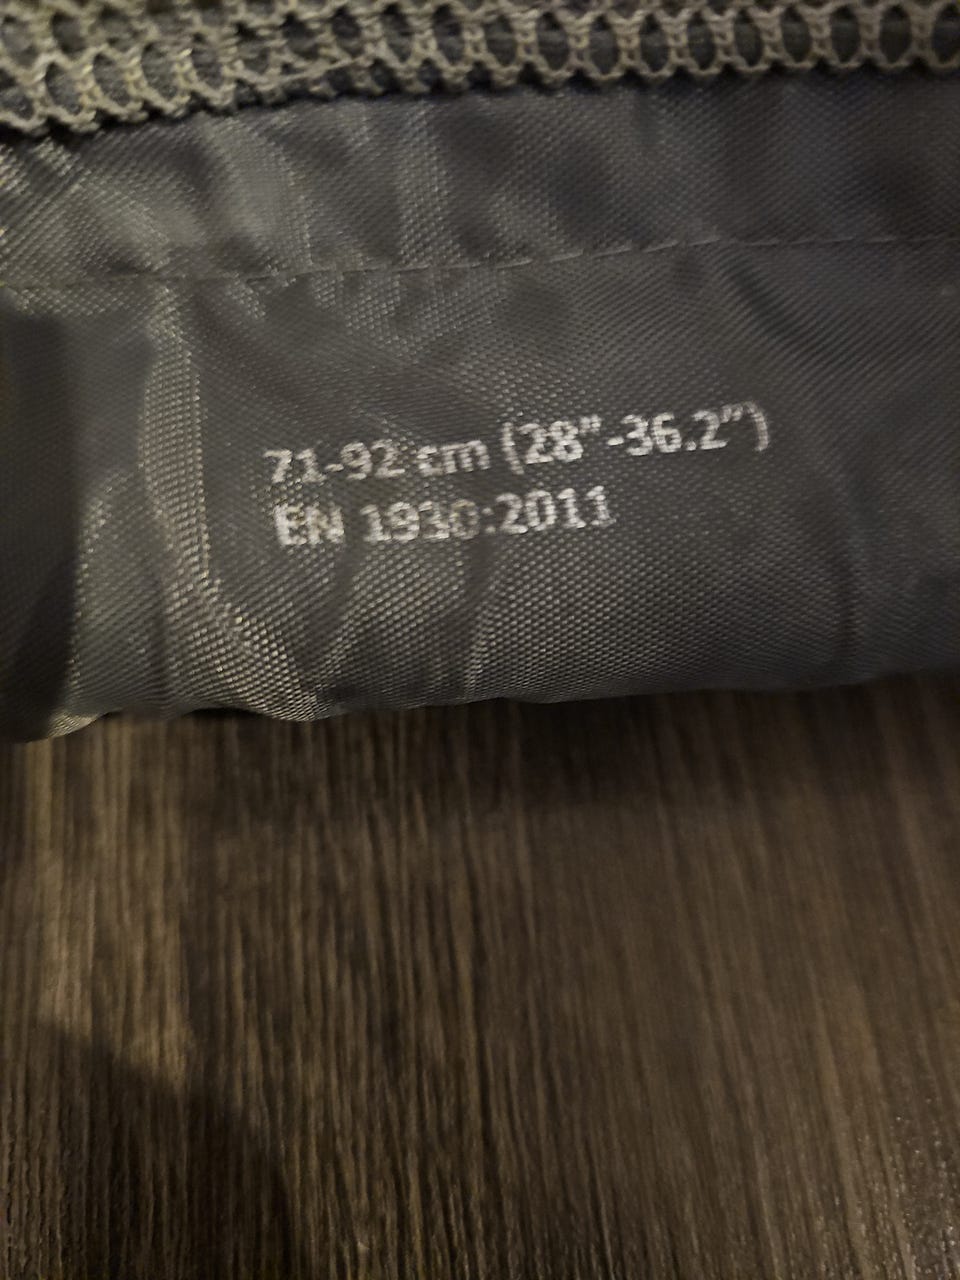 71-92 cm (28”-36.2”)
EN 1930:2011